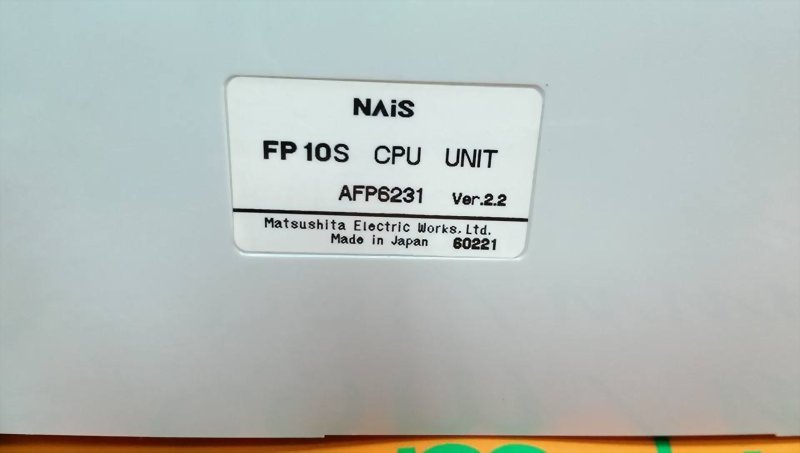 NAiS
FP10S CPU UNIT
AFP6231 Ver.2.2
Matsushita Electric Works.Ltd.
Made in Japan 60221